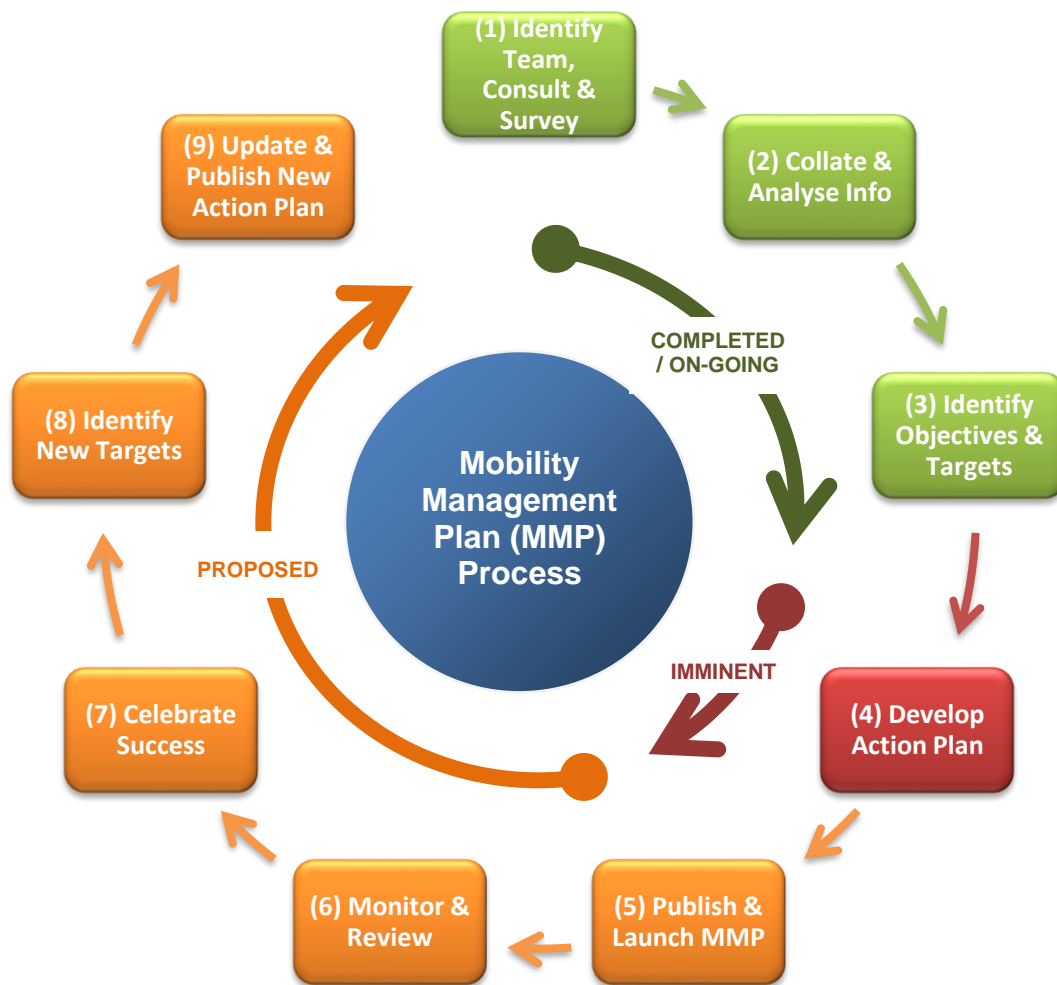 (1) Identify
Team,
Consult &
Survey
(2) Collate &
Analyse Info
(3) Identify
Objectives &
Targets
(4) Develop
Action Plan
(5) Publish &
Launch MMP
(6) Monitor &
Review
(7) Celebrate
Success
(8) Identify
New Targets
(9) Update &
Publish New
Action Plan
COMPLETED
/ ON-GOING
IMMINENT
PROPOSED
Mobility
Management
Plan (MMP)
Process